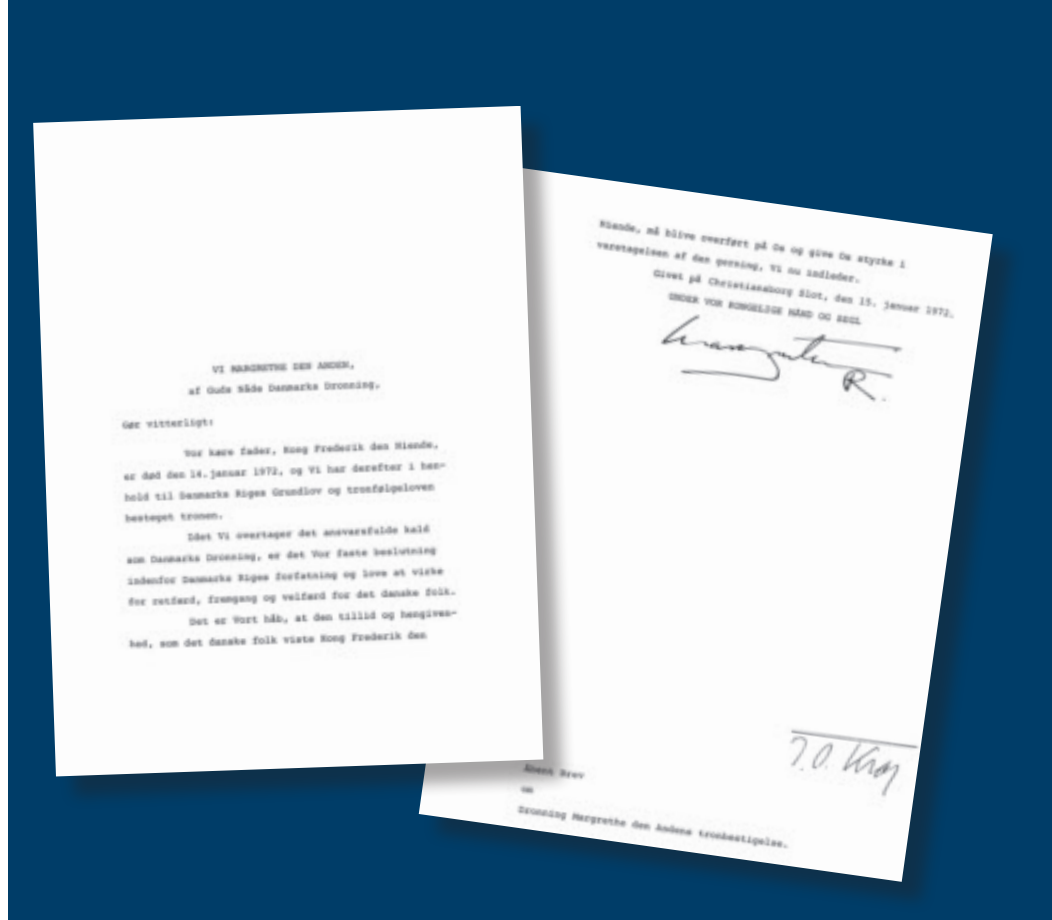 VI MARGRETHE DEN ANDEN,
af Guds Nåde Danmarks Dronning,
Gør vitterligt:
Vor kære fader, Kong Frederik den Niende,
er død den 14. januar 1972, og Vi har derefter i hen-
hold til Danmarks Riges Grundlov og tronfølgeloven
besteget tronen.
Idet Vi overtager det ansvarsfulde kald
som Danmarks Dronning, er det Vor faste beslutning
indenfor Danmarks Riges forfatning og love at virke
for retfærd, fremgang og velfærd for det danske folk.
Det er Vort håb, at den tillid og hengiven-
hed, som det danske folk viste Kong Frederik den
Niende, må blive overført på Os og give Os styrke i
varetagelsen af den gerning, Vi nu indleder.
Givet på Christiansborg Slot, den 15. januar 1972.
UNDER VOR KONGELIGE HÅND OG SEGL
Margrethe
R.
J.O. Krag
Åbent Brev
om
Dronning Margrethe den Andens tronbestigelse.